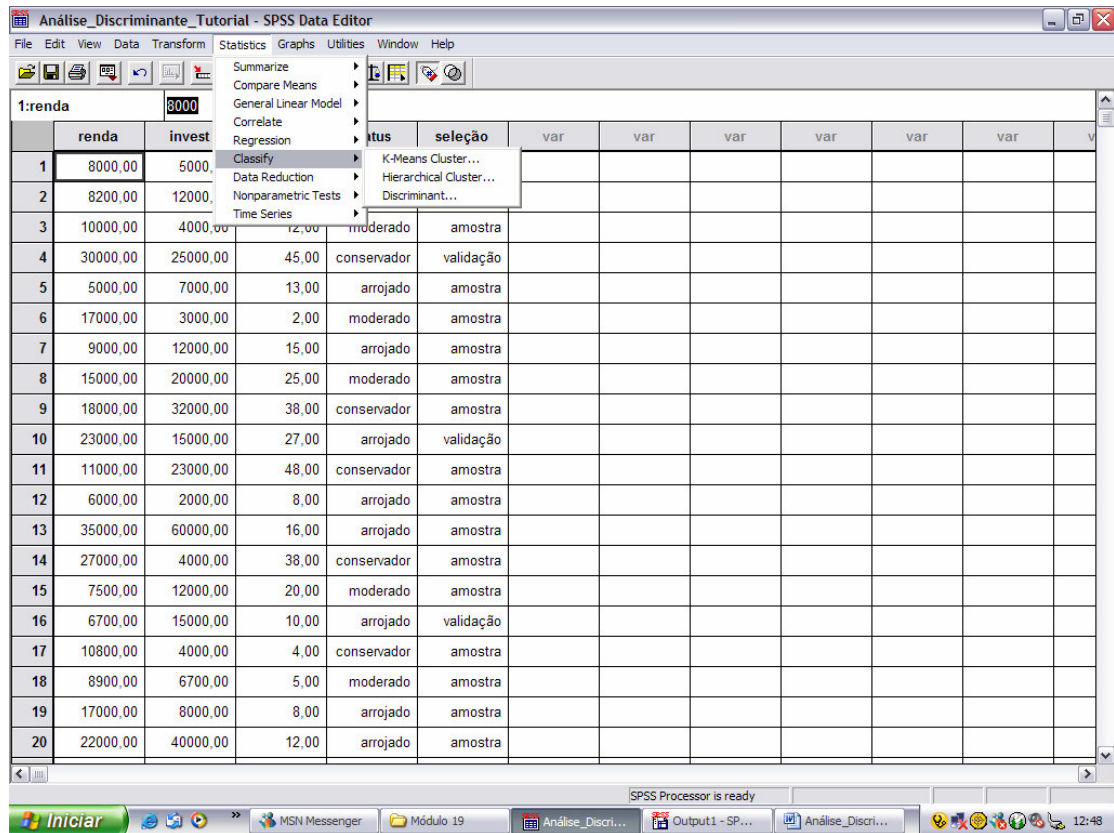 Análise_Discriminante_Tutorial - SPSS Data Editor
File Edit View Data Transform Statistics Graphs Utilities Window Help
1:renda 8000
Summarize
Compare Means
General Linear Model
Correlate
Regression
Classify
Data Reduction
Nonparametric Tests
Time Series
K-Means Cluster...
Hierarchical Cluster...
Discriminant...
renda invest tus seleção var var var var var var v
1 8000,00 5000,
2 8200,00 12000,
3 10000,00 4000,00 12,00 moderado amostra
4 30000,00 25000,00 45,00 conservador validação
5 5000,00 7000,00 13,00 arrojado amostra
6 17000,00 3000,00 2,00 moderado amostra
7 9000,00 12000,00 15,00 arrojado amostra
8 15000,00 20000,00 25,00 moderado amostra
9 18000,00 32000,00 38,00 conservador amostra
10 23000,00 15000,00 27,00 arrojado validação
11 11000,00 23000,00 48,00 conservador amostra
12 6000,00 2000,00 8,00 arrojado amostra
13 35000,00 60000,00 16,00 arrojado amostra
14 27000,00 4000,00 38,00 conservador amostra
15 7500,00 12000,00 20,00 moderado amostra
16 6700,00 15000,00 10,00 arrojado validação
17 10800,00 4000,00 4,00 conservador amostra
18 8900,00 6700,00 5,00 moderado amostra
19 17000,00 8000,00 8,00 arrojado amostra
20 22000,00 40000,00 12,00 arrojado amostra
SPSS Processor is ready
Iniciar » MSN Messenger Módulo 19 Análise_Discri... Output1 - SP... Análise_Discri... 12:48